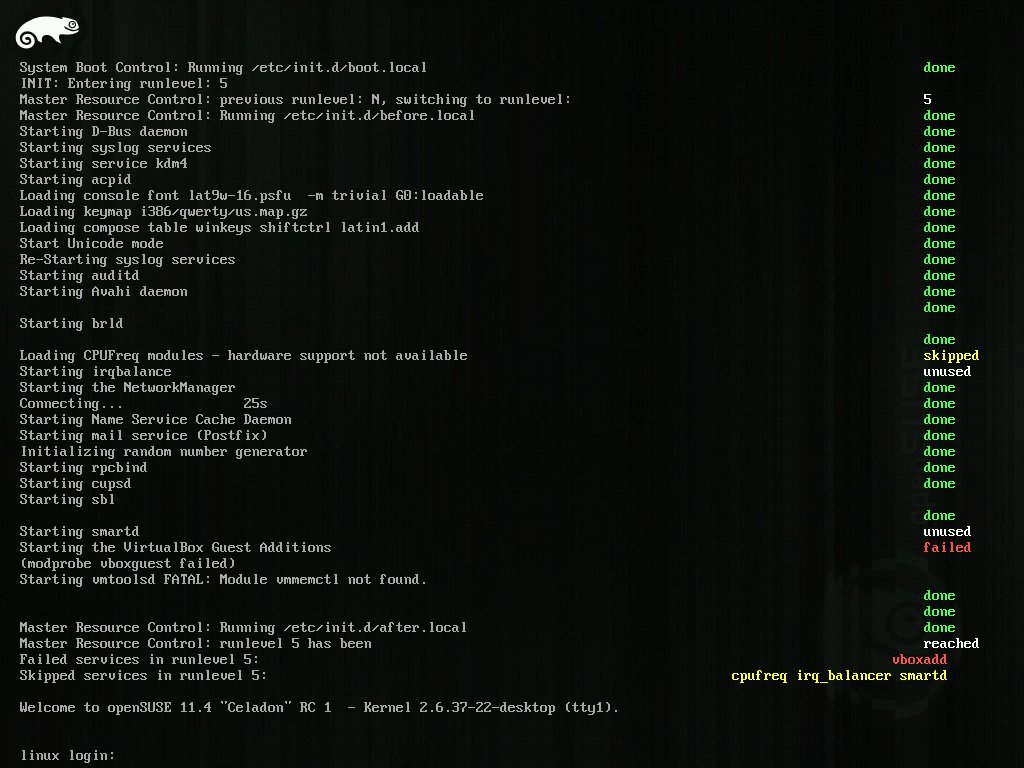 System Boot Control: Running /etc/init.d/boot.local done
INIT: Entering runlevel: 5
Master Resource Control: previous runlevel: N, switching to runlevel: 5
Master Resource Control: Running /etc/init.d/before.local done
Starting D-Bus daemon done
Starting syslog services done
Starting service kdm4 done
Starting acpid done
Loading console font lat9w-16.psfu  -m trivial G0:loadable done
Loading keymap i386/qwerty/us.map.gz done
Loading compose table winkeys shiftctrl latin1.add done
Start Unicode mode done
Re-Starting syslog services done
Starting auditd done
Starting Avahi daemon done
done
Starting brld
done
Loading CPUFreq modules - hardware support not available skipped
Starting irqbalance unused
Starting the NetworkManager done
Connecting... 25s done
Starting Name Service Cache Daemon done
Starting mail service (Postfix) done
Initializing random number generator done
Starting rpcbind done
Starting cupsd done
Starting sbl
done
Starting smartd unused
Starting the VirtualBox Guest Additions failed
(modprobe vboxguest failed)
Starting vmtoolsd FATAL: Module vmmemctl not found.
done
done
Master Resource Control: Running /etc/init.d/after.local done
Master Resource Control: runlevel 5 has been reached
Failed services in runlevel 5: vboxadd
Skipped services in runlevel 5: cpufreq irq_balancer smartd
Welcome to openSUSE 11.4 "Celadon" RC 1  - Kernel 2.6.37-22-desktop (tty1).
linux login: